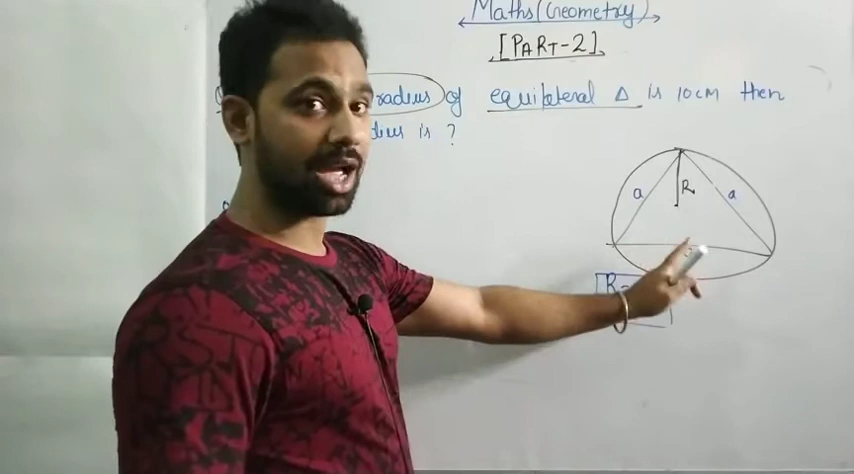 Maths (Geometry)
[PART-2]
radius of equilateral Δ is 10cm then
is ?
a
R
a
R=